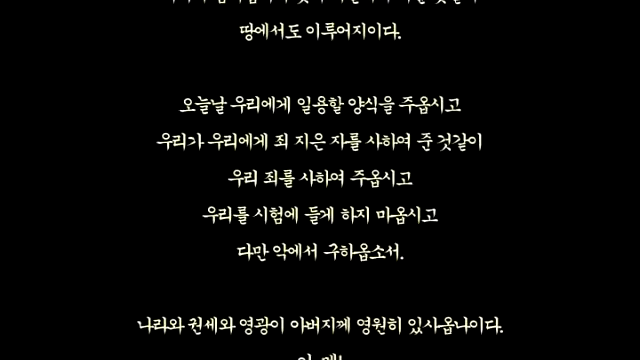 땅에서도 이루어지이다.
오늘날 우리에게 일용할 양식을 주옵시고
우리가 우리에게 죄 지은 자를 사하여 준 것같이
우리 죄를 사하여 주옵시고
우리를 시험에 들게 하지 마옵시고
다만 악에서 구하옵소서.
나라와 권세와 영광이 아버지께 영원히 있사옵나이다.